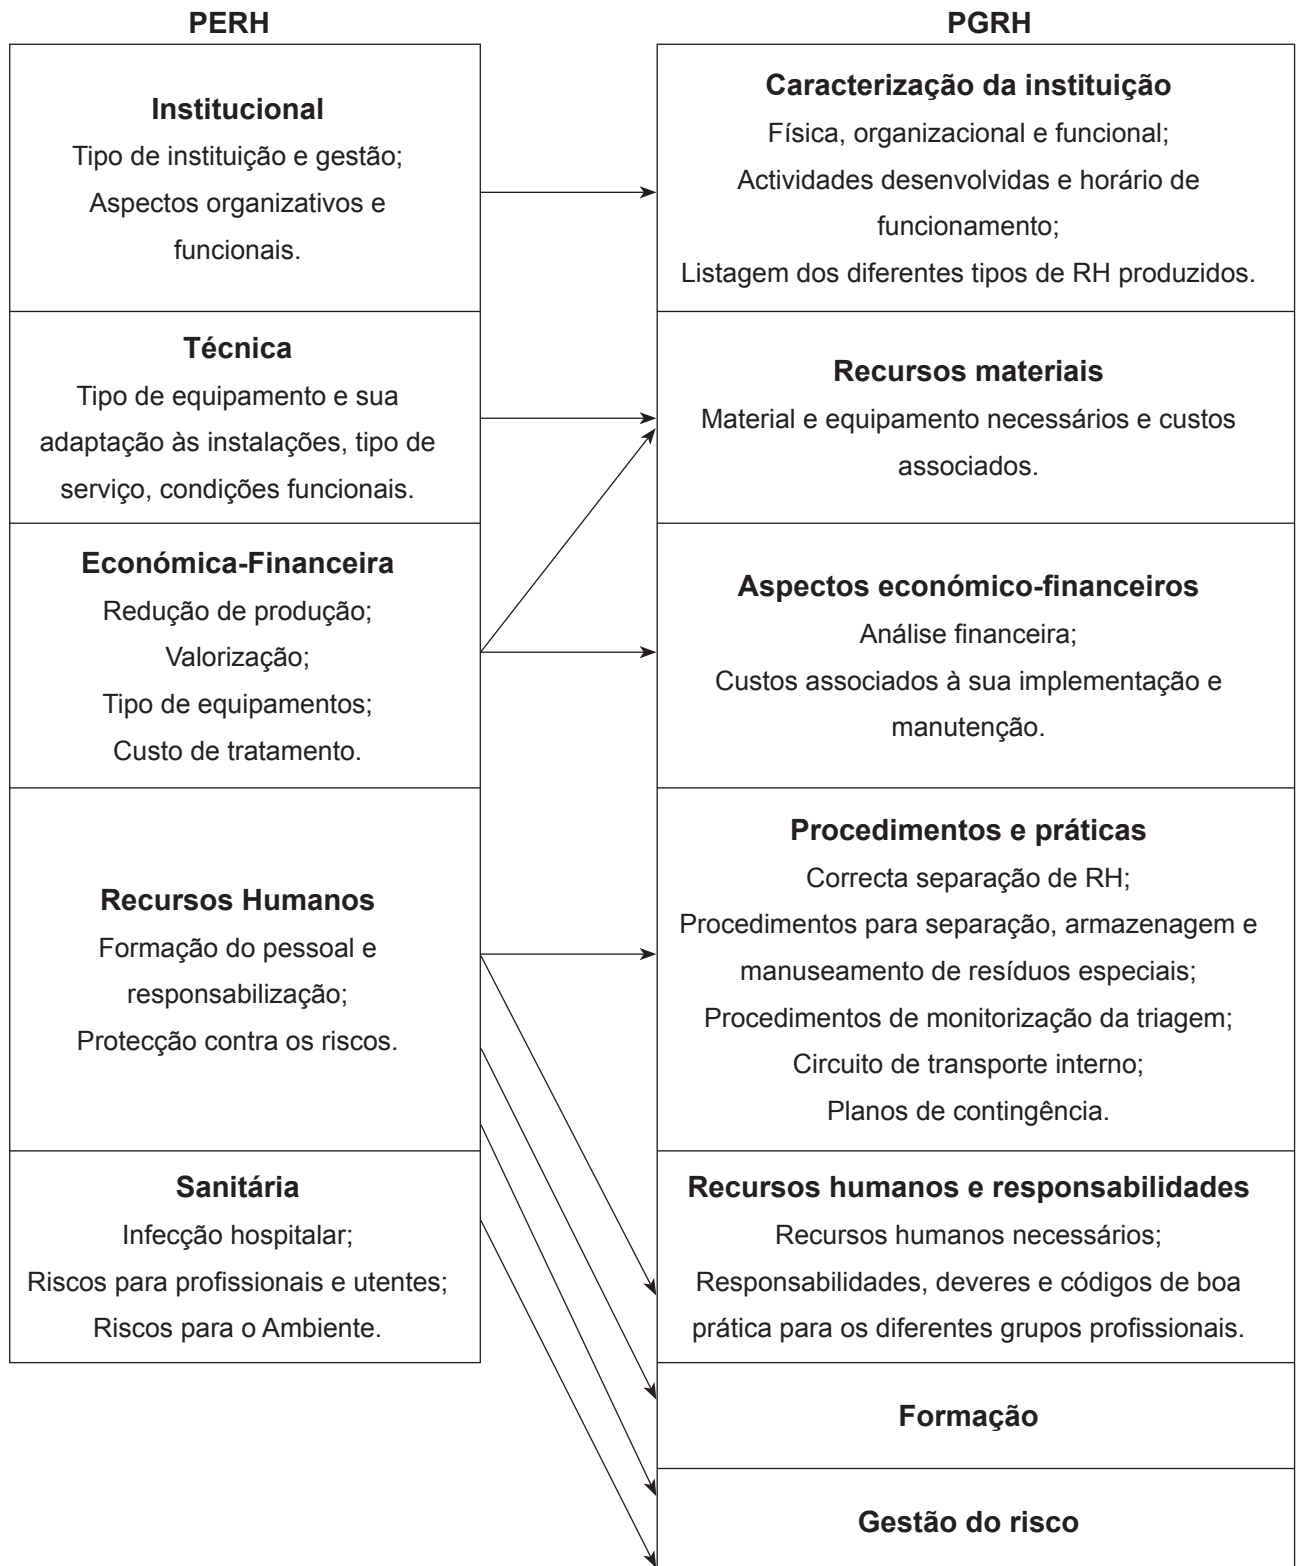 PERH
Institucional
Tipo de instituição e gestão;
Aspectos organizativos e
funcionais.
Técnica
Tipo de equipamento e sua
adaptação às instalações, tipo de
serviço, condições funcionais.
Económica-Financeira
Redução de produção;
Valorização;
Tipo de equipamentos;
Custo de tratamento.
Recursos Humanos
Formação do pessoal e
responsabilização;
Protecção contra os riscos.
Sanitária
Infecção hospitalar;
Riscos para profissionais e utentes;
Riscos para o Ambiente.
PGRH
Caracterização da instituição
Física, organizacional e funcional;
Actividades desenvolvidas e horário de
funcionamento;
Listagem dos diferentes tipos de RH produzidos.
Recursos materiais
Material e equipamento necessários e custos
associados.
Aspectos económico-financeiros
Análise financeira;
Custos associados à sua implementação e
manutenção.
Procedimentos e práticas
Correcta separação de RH;
Procedimentos para separação, armazenagem e
manuseamento de resíduos especiais;
Procedimentos de monitorização da triagem;
Circuito de transporte interno;
Planos de contingência.
Recursos humanos e responsabilidades
Recursos humanos necessários;
Responsabilidades, deveres e códigos de boa
prática para os diferentes grupos profissionais.
Formação
Gestão do risco